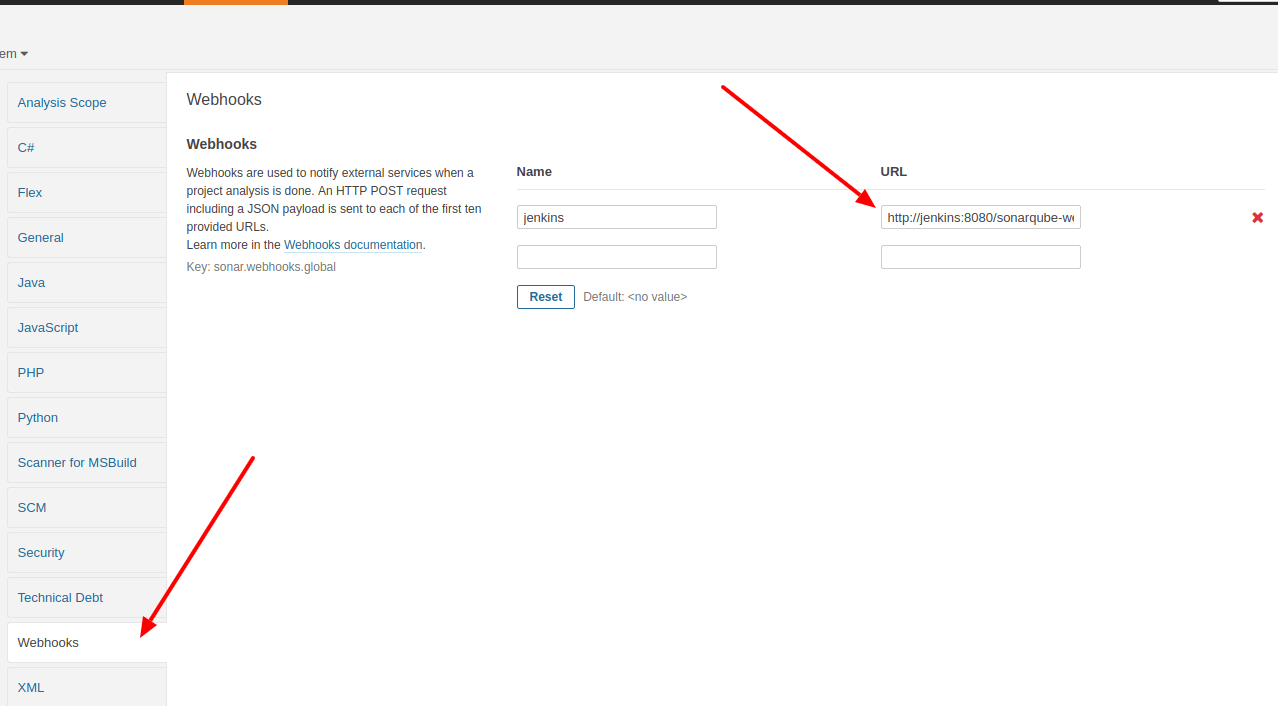 em
Analysis Scope
C#
Flex
General
Java
JavaScript
PHP
Python
Scanner for MSBuild
SCM
Security
Technical Debt
Webhooks
XML
Webhooks
Webhooks
Webhooks are used to notify external services when a
project analysis is done. An HTTP POST request
including a JSON payload is sent to each of the first ten
provided URLs.
Learn more in the Webhooks documentation.
Key: sonar.webhooks.global
Name URL
jenkins http://jenkins:8080/sonarqube-we
Reset Default: <no value>